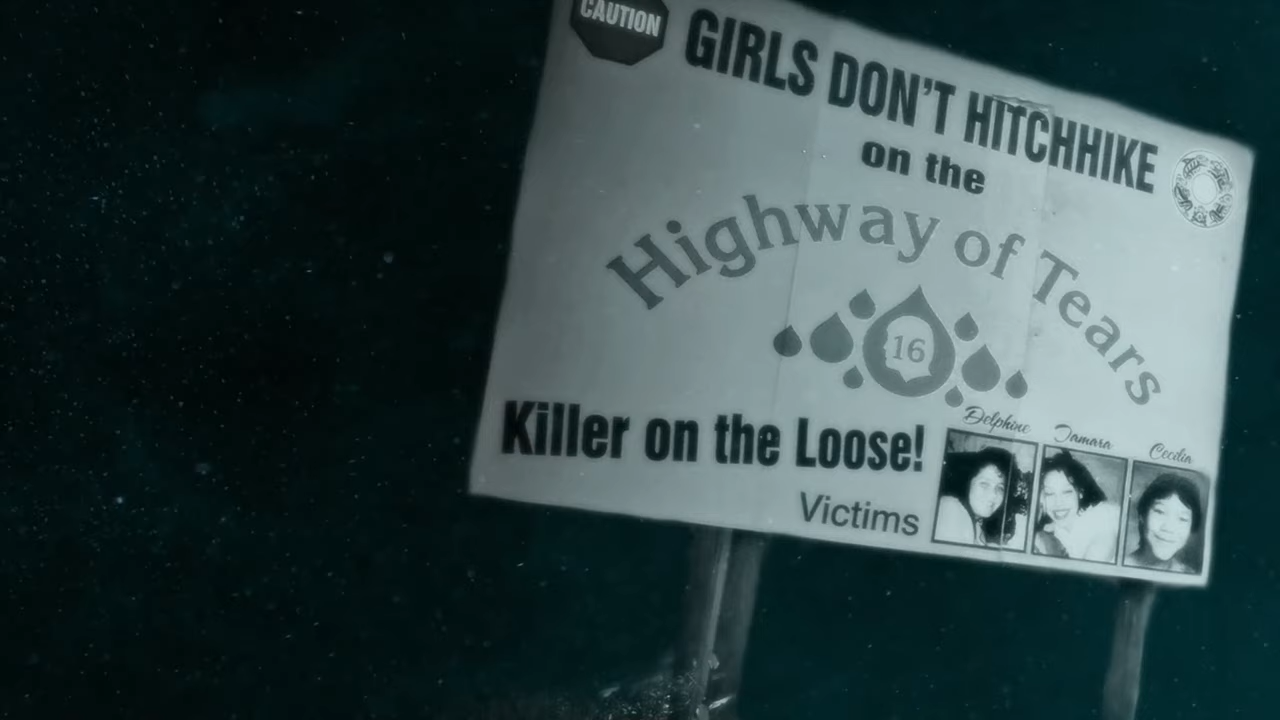 CAUTION
GIRLS DON'T HITCHHIKE
on the
Highway of Tears
16
Killer on the Loose!
Delphine
Tamara
Cecilia
Victims